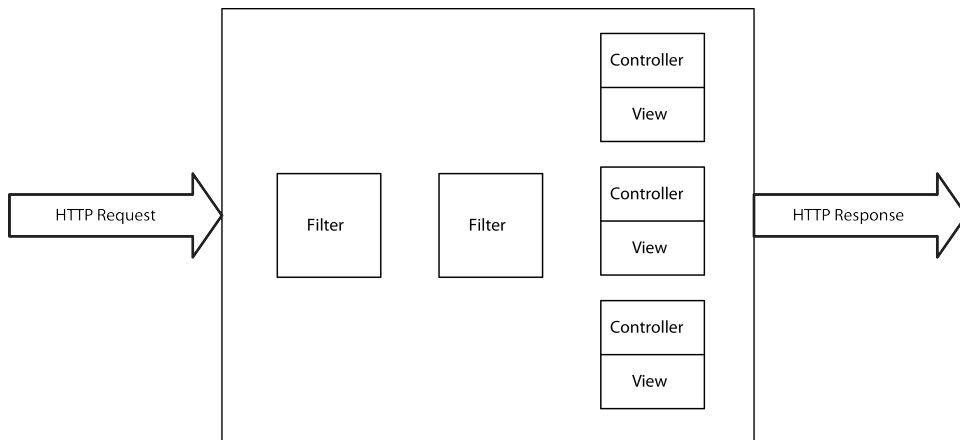 HTTP Request
Filter
Filter
Controller
View
Controller
View
Controller
View
HTTP Response